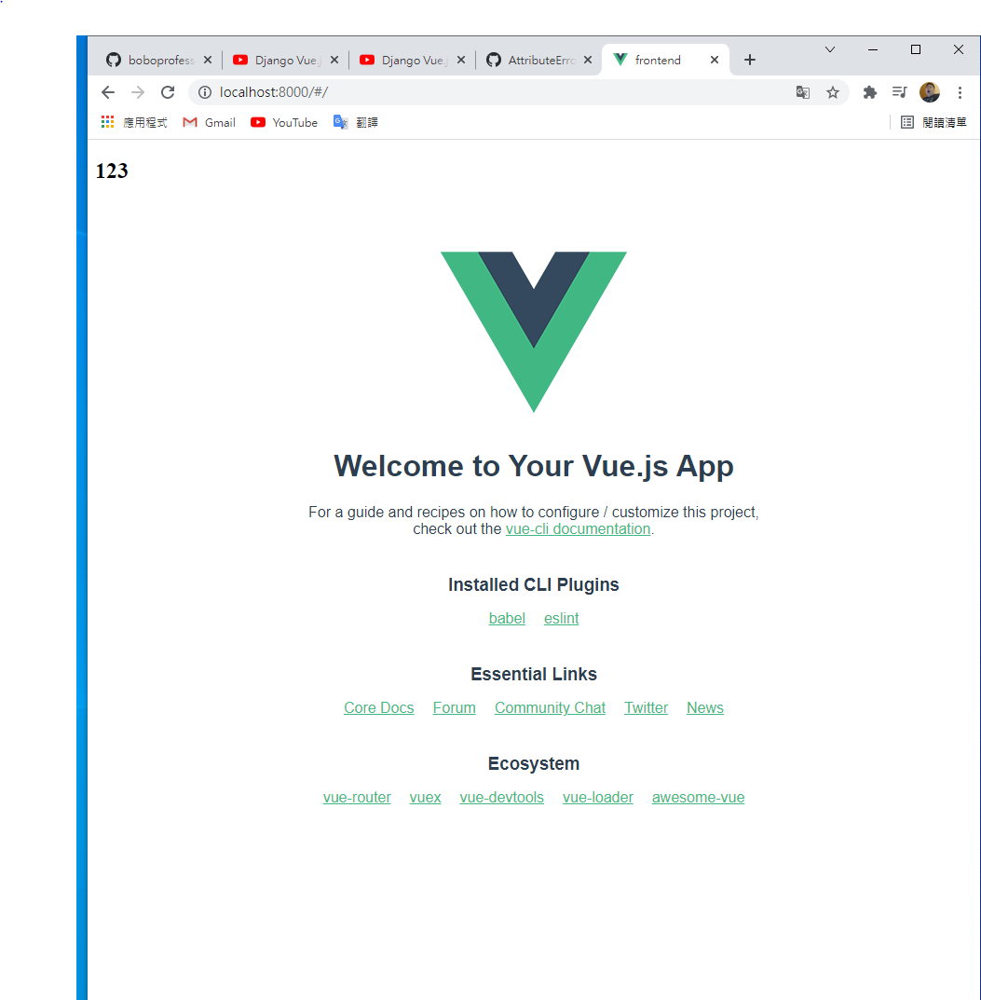 boboprofess
Django Vue.j
Django Vue.j
AttributeErro
frontend
localhost:8000/#/
應用程式 Gmail YouTube 翻譯 閱讀清單
123
Welcome to Your Vue.js App
For a guide and recipes on how to configure / customize this project,
check out the vue-cli documentation.
Installed CLI Plugins
babel eslint
Essential Links
Core Docs Forum Community Chat Twitter News
Ecosystem
vue-router vuex vue-devtools vue-loader awesome-vue